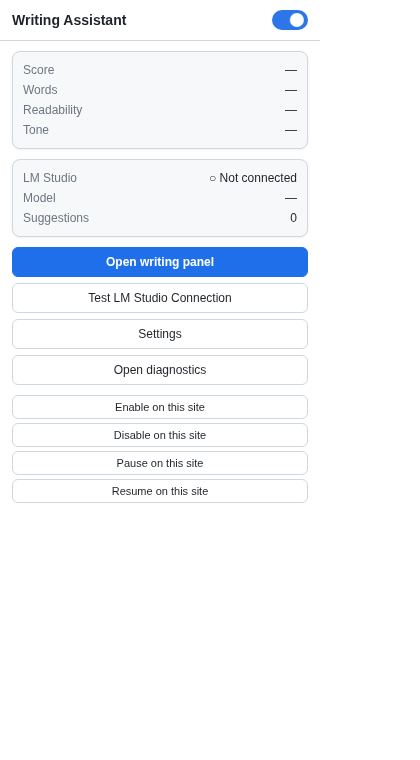 Writing Assistant
Score —
Words —
Readability —
Tone —
LM Studio ○ Not connected
Model —
Suggestions 0
Open writing panel
Test LM Studio Connection
Settings
Open diagnostics
Enable on this site
Disable on this site
Pause on this site
Resume on this site